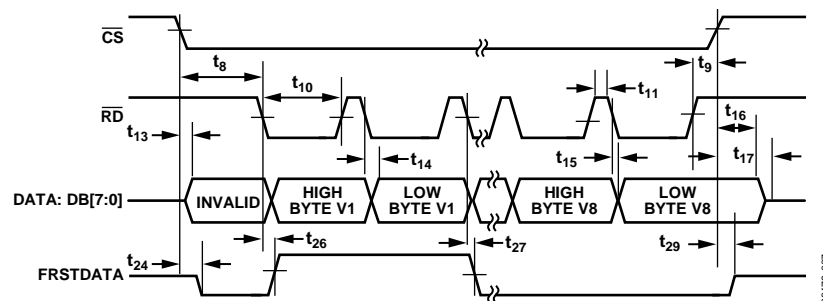 CS
t8
t9
t10
t11
RD
t16
t13
t14
t15
t17
DATA: DB[7:0]
INVALID
HIGH BYTE V1
LOW BYTE V1
HIGH BYTE V8
LOW BYTE V8
t24
t26
t27
t29
FRSTDATA